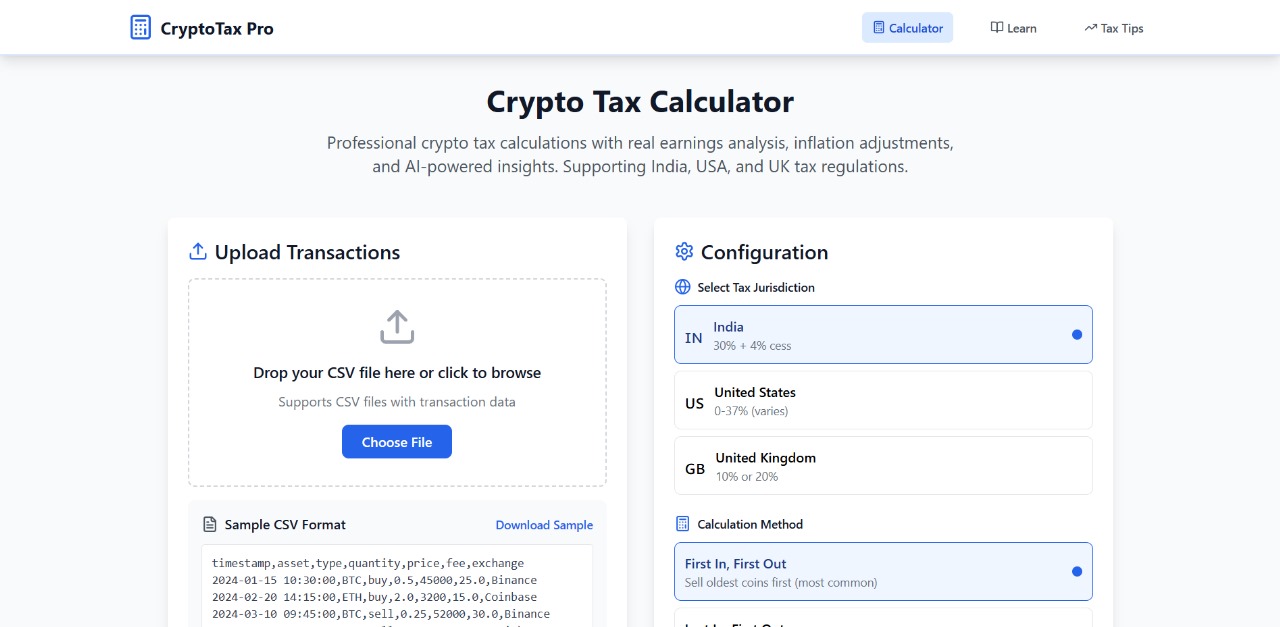 CryptoTax Pro
Calculator
Learn
Tax Tips
Crypto Tax Calculator
Professional crypto tax calculations with real earnings analysis, inflation adjustments,
and AI-powered insights. Supporting India, USA, and UK tax regulations.
Upload Transactions
Drop your CSV file here or click to browse
Supports CSV files with transaction data
Choose File
Sample CSV Format
Download Sample
timestamp,asset,type,quantity,price,fee,exchange
2024-01-15 10:30:00,BTC,buy,0.5,45000,25.0,Binance
2024-02-20 14:15:00,ETH,buy,2.0,3200,15.0,Coinbase
2024-03-10 09:45:00,BTC,sell,0.25,52000,30.0,Binance
Configuration
Select Tax Jurisdiction
IN
India
30% + 4% cess
US
United States
0-37% (varies)
GB
United Kingdom
10% or 20%
Calculation Method
First In, First Out
Sell oldest coins first (most common)